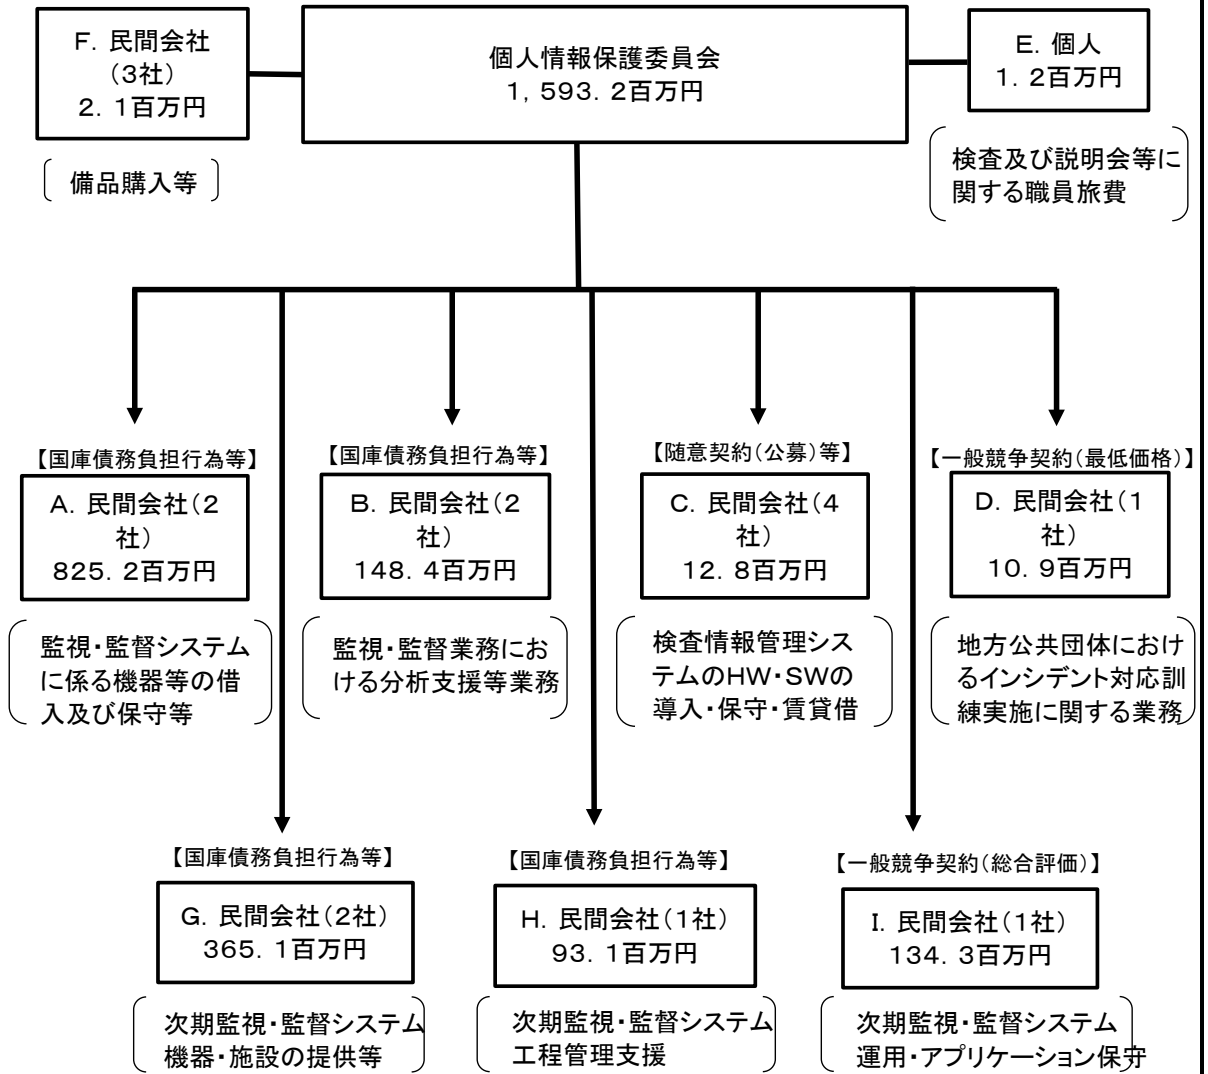 F. 民間会社
(3社)
2. 1百万円
個人情報保護委員会
1, 593. 2百万円
E. 個人
1. 2百万円
備品購入等
検査及び説明会等に
関する職員旅費
【国庫債務負担行為等】
A. 民間会社(2
社)
825. 2百万円
監視・監督システム
に係る機器等の借
入及び保守等
【国庫債務負担行為等】
B. 民間会社(2
社)
148. 4百万円
監視・監督業務にお
ける分析支援等業務
【随意契約(公募)等】
C. 民間会社(4
社)
12. 8百万円
検査情報管理シス
テムのHW・SWの
導入・保守・賃貸借
【一般競争契約(最低価格)】
D. 民間会社(1
社)
10. 9百万円
地方公共団体におけ
るインシデント対応訓
練実施に関する業務
【国庫債務負担行為等】
G. 民間会社(2社)
365. 1百万円
次期監視・監督システム
機器・施設の提供等
【国庫債務負担行為等】
H. 民間会社(1社)
93. 1百万円
次期監視・監督システム
工程管理支援
【一般競争契約(総合評価)】
I. 民間会社(1社)
134. 3百万円
次期監視・監督システム
運用・アプリケーション保守